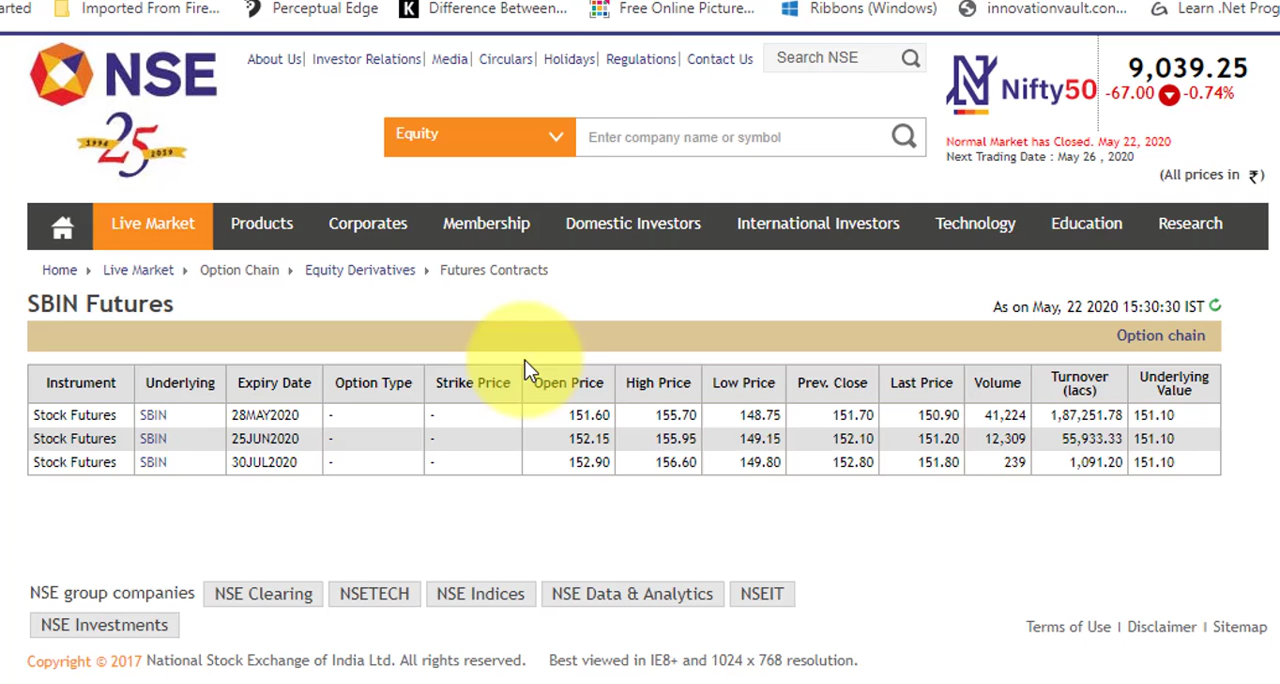 arted Imported From Fire... Perceptual Edge K Difference Between... Free Online Picture... Ribbons (Windows) innovationvault.con... Learn .Net Prog
NSE
1994 25 2019
About Us| Investor Relations| Media| Circulars| Holidays| Regulations| Contact Us
Search NSE
Equity
Enter company name or symbol
Nifty50
9,039.25
-67.00 -0.74%
Normal Market has Closed. May 22, 2020
Next Trading Date : May 26 , 2020
(All prices in ₹)
Live Market Products Corporates Membership Domestic Investors International Investors Technology Education Research
Home Live Market Option Chain Equity Derivatives Futures Contracts
SBIN Futures
As on May, 22 2020 15:30:30 IST
Option chain
Instrument Underlying Expiry Date Option Type Strike Price Open Price High Price Low Price Prev. Close Last Price Volume Turnover (lacs) Underlying Value
Stock Futures SBIN 28MAY2020 - - 151.60 155.70 148.75 151.70 150.90 41,224 1,87,251.78 151.10
Stock Futures SBIN 25JUN2020 - - 152.15 155.95 149.15 152.10 151.20 12,309 55,933.33 151.10
Stock Futures SBIN 30JUL2020 - - 152.90 156.60 149.80 152.80 151.80 239 1,091.20 151.10
NSE group companies NSE Clearing NSETECH NSE Indices NSE Data & Analytics NSEIT
NSE Investments
Terms of Use | Disclaimer | Sitemap
Copyright © 2017 National Stock Exchange of India Ltd. All rights reserved. Best viewed in IE8+ and 1024 x 768 resolution.